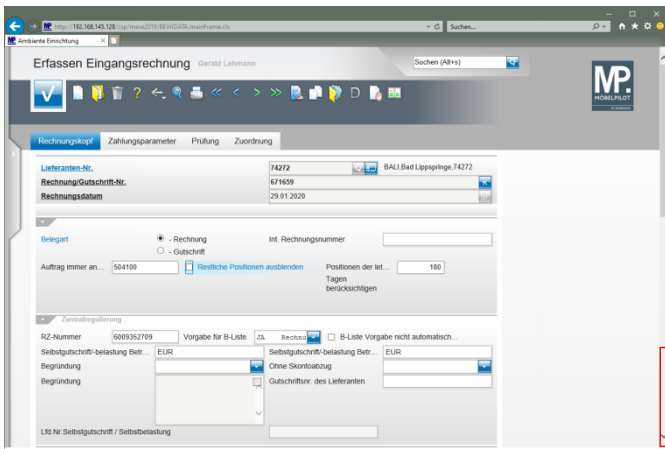 http://192.168.145.128/csp/mesa2019/BEWIDATA.mainFrame.cls
Suchen...
Ambiente Einrichtung
Erfassen Eingangsrechnung Gerald Lehmann
Suchen (Alt+s)
MP.
MÖBELPILOT
Rechnungskopf Zahlungsparameter Prüfung Zuordnung
Lieferanten-Nr. 74272 BALI,Bad Lippspringe,74272
Rechnung/Gutschrift-Nr. 671659
Rechnungsdatum 29.01.2020
Belegart - Rechnung Int. Rechnungsnummer
- Gutschrift
Auftrag immer an... 504100 Restliche Positionen ausblenden Positionen der let... 180
Tagen
berücksichtigen
Zentralregulierung
RZ-Nummer 6009352709 Vorgabe für B-Liste JA Rechnu B-Liste Vorgabe nicht automatisch...
Selbstgutschrift/-belastung Betr... EUR Selbstgutschrift/-belastung Betr... EUR
Begründung Ohne Skontoabzug
Begründung Gutschriftsnr. des Lieferanten
Lfd.Nr.Selbstgutschrift / Selbstbelastung